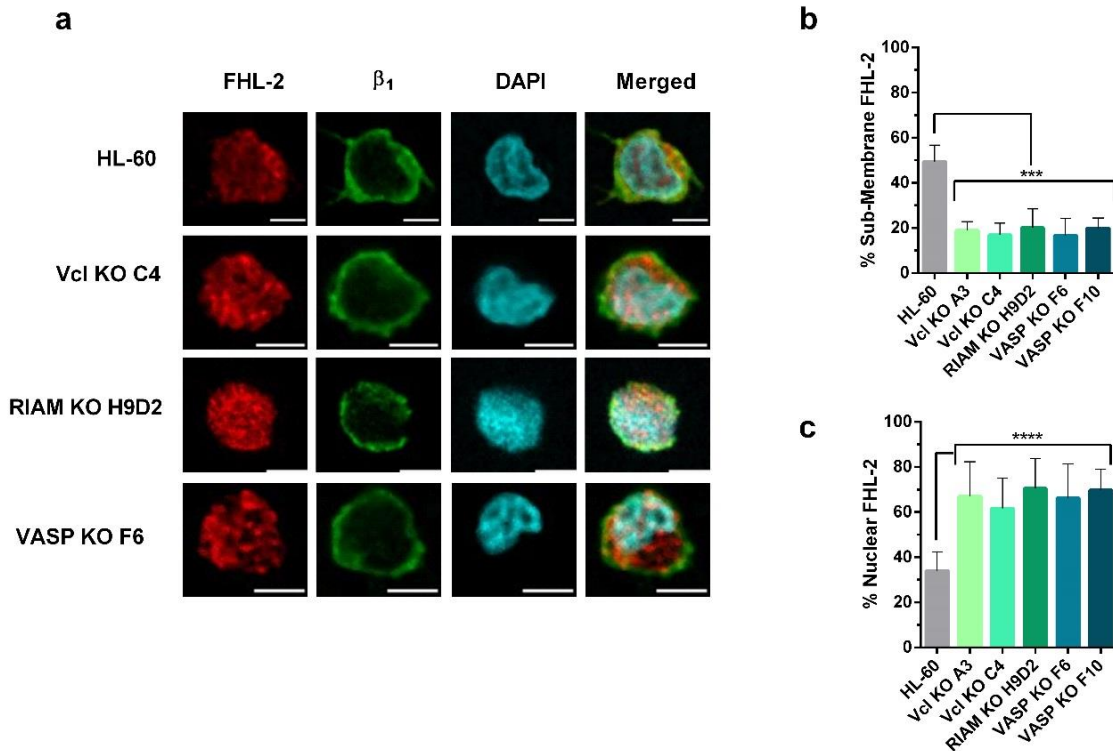 a
FHL-2 β₁ DAPI Merged
HL-60
Vcl KO C4
RIAM KO H9D2
VASP KO F6
b
% Sub-Membrane FHL-2
100
80
60
40
20
0
***
HL-60
Vcl KO A3
Vcl KO C4
RIAM KO H9D2
VASP KO F6
VASP KO F10
c
% Nuclear FHL-2
100
80
60
40
20
0
****
HL-60
Vcl KO A3
Vcl KO C4
RIAM KO H9D2
VASP KO F6
VASP KO F10